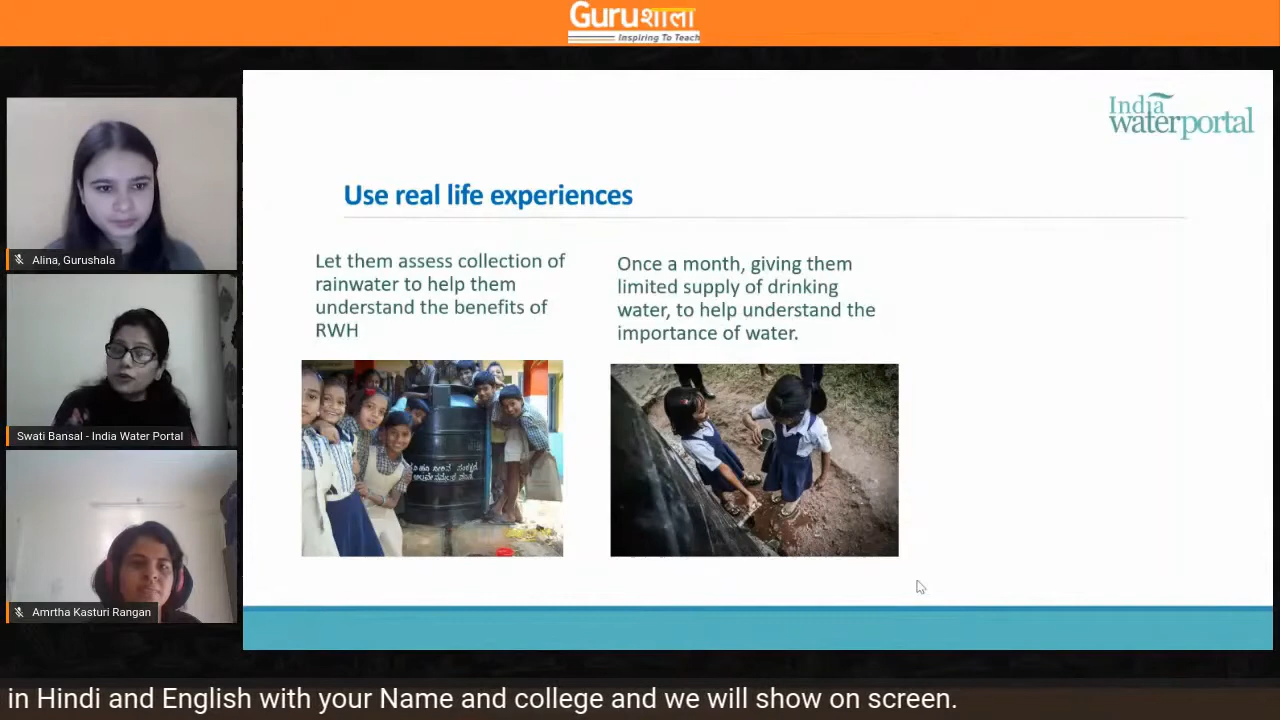 Guruशाला
Inspiring To Teach
India
waterportal
Use real life experiences
Let them assess collection of
rainwater to help them
understand the benefits of
RWH
Once a month, giving them
limited supply of drinking
water, to help understand the
importance of water.
Alina, Gurushala
Swati Bansal - India Water Portal
Amrtha Kasturi Rangan
in Hindi and English with your Name and college and we will show on screen.